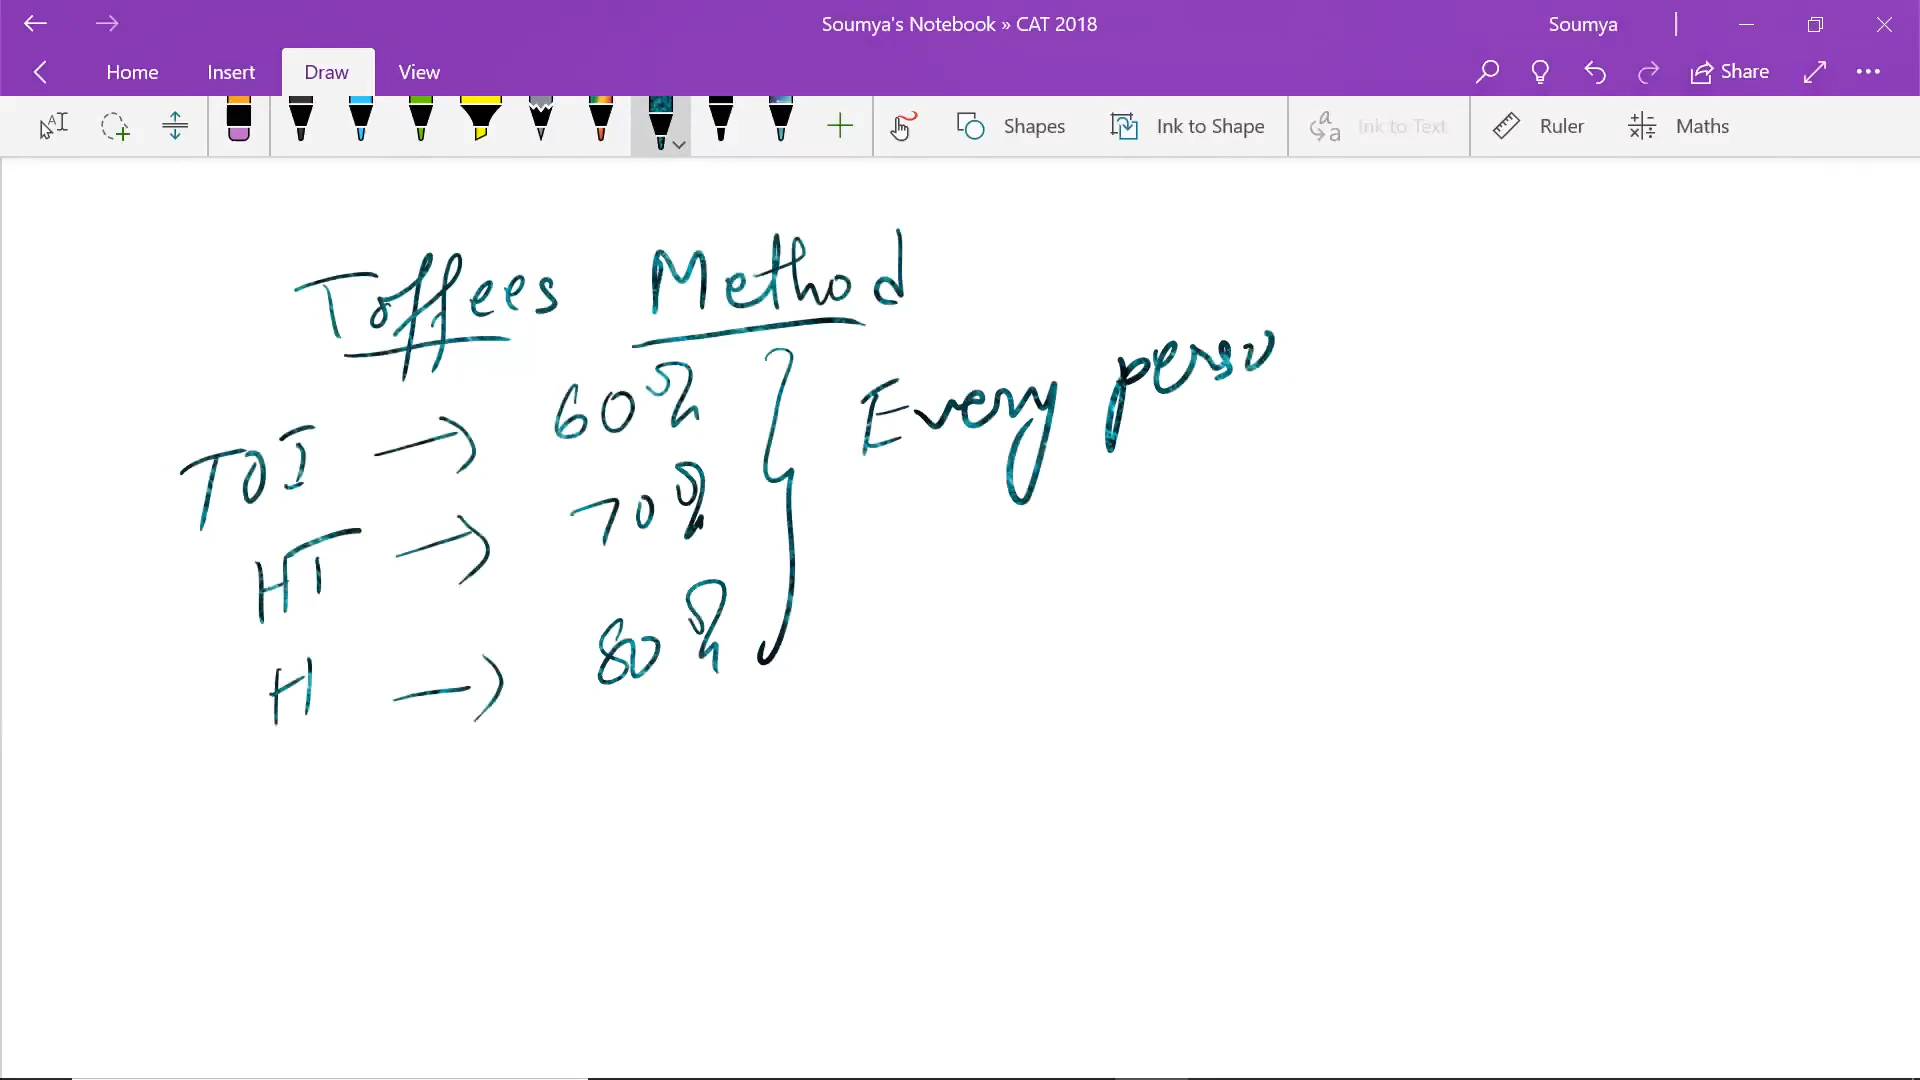 Soumya's Notebook » CAT 2018
Soumya
Home Insert Draw View
Share
Shapes Ink to Shape Ink to Text Ruler Maths
Toffees Method
TOI → 60%
Every perso
HT → 70%
H → 80%